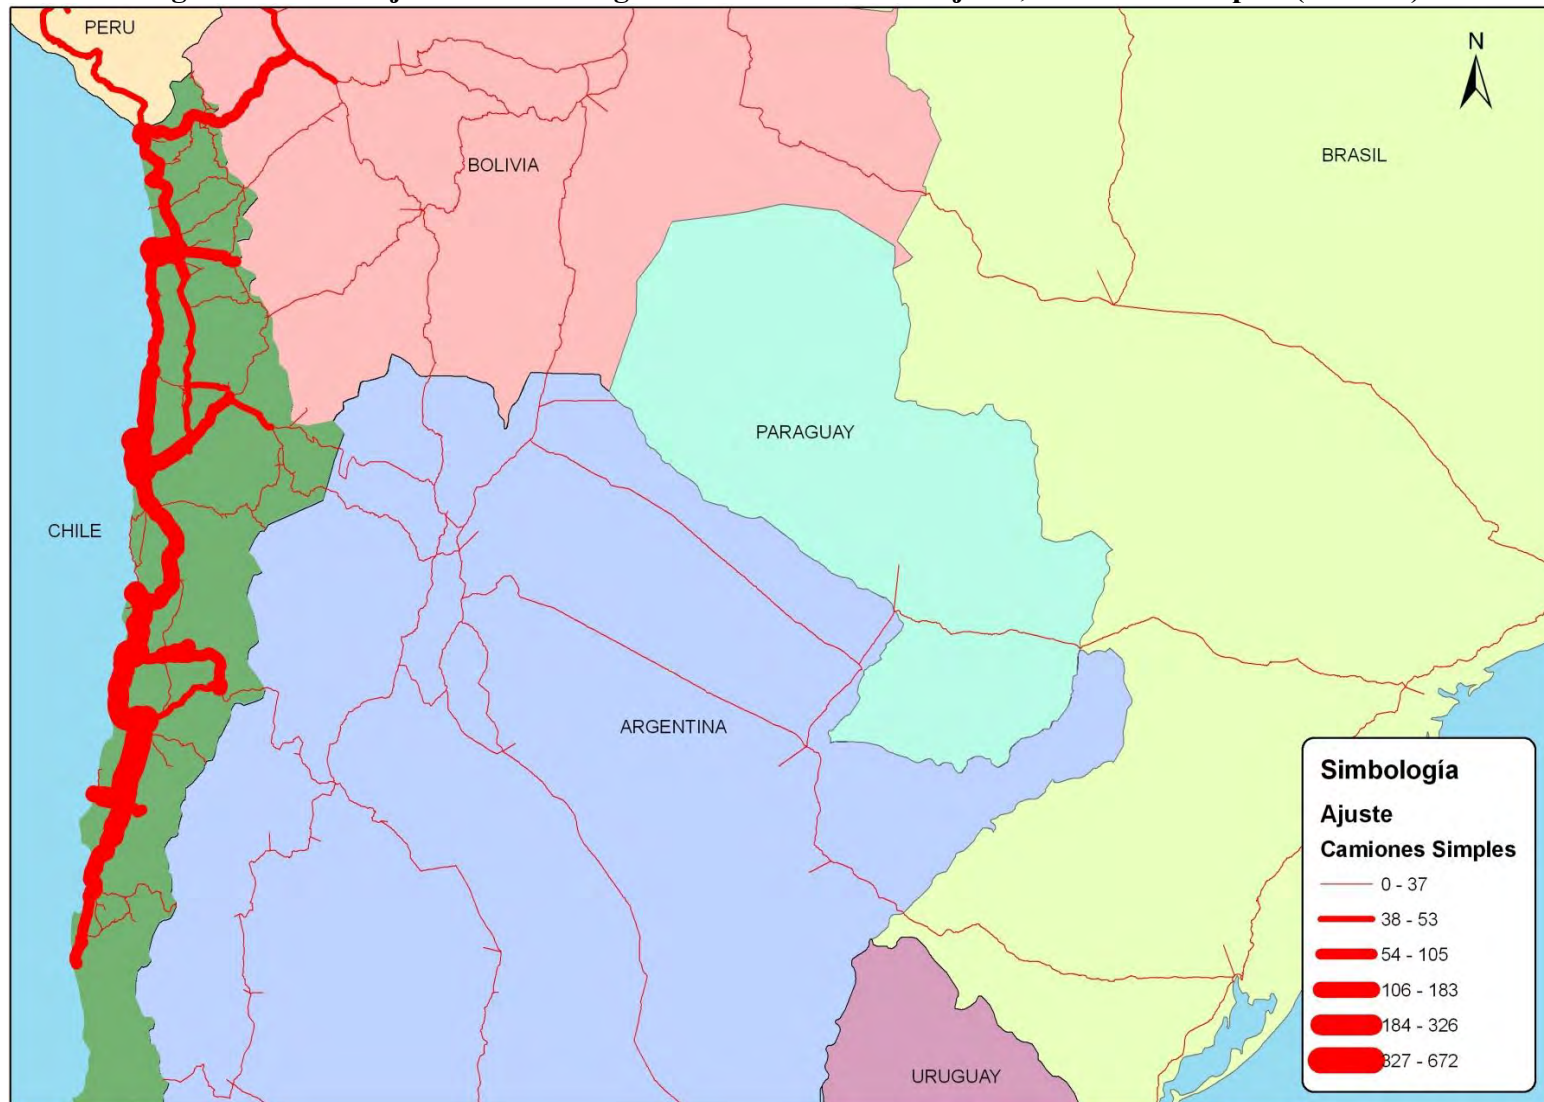 PERU
N
BOLIVIA
BRASIL
PARAGUAY
CHILE
ARGENTINA
URUGUAY
Simbología
Ajuste
Camiones Simples
0 - 37
38 - 53
54 - 105
106 - 183
184 - 326
327 - 672